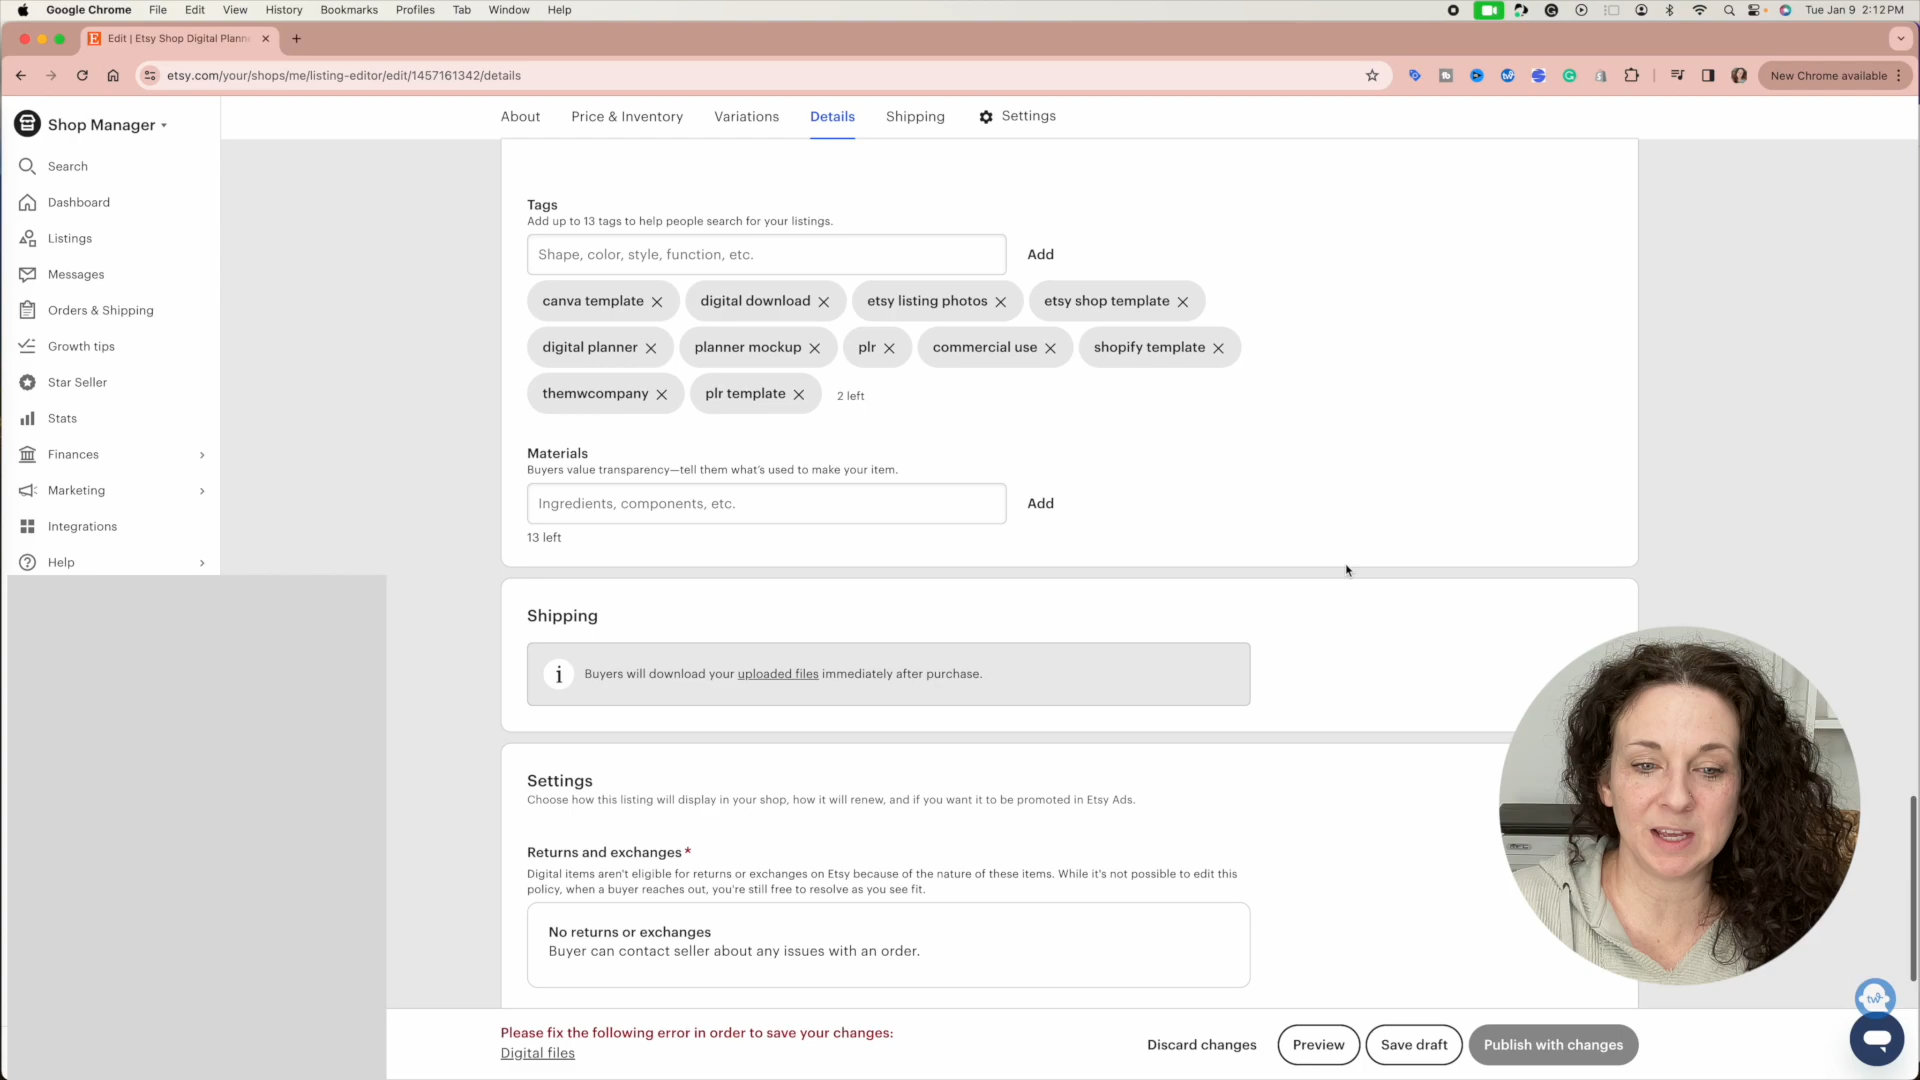 Google Chrome File Edit View History Bookmarks Profiles Tab Window Help Tue Jan 9 2:12 PM
Edit | Etsy Shop Digital Plann
etsy.com/your/shops/me/listing-editor/edit/1457161342/details New Chrome available
Shop Manager
Search
Dashboard
Listings
Messages
Orders & Shipping
Growth tips
Star Seller
Stats
Finances
Marketing
Integrations
Help
About Price & Inventory Variations Details Shipping Settings
Tags
Add up to 13 tags to help people search for your listings.
Shape, color, style, function, etc. Add
canva template digital download etsy listing photos etsy shop template
digital planner planner mockup plr commercial use shopify template
themwcompany plr template 2 left
Materials
Buyers value transparency—tell them what's used to make your item.
Ingredients, components, etc. Add
13 left
Shipping
Buyers will download your uploaded files immediately after purchase.
Settings
Choose how this listing will display in your shop, how it will renew, and if you want it to be promoted in Etsy Ads.
Returns and exchanges *
Digital items aren't eligible for returns or exchanges on Etsy because of the nature of these items. While it's not possible to edit this
policy, when a buyer reaches out, you're still free to resolve as you see fit.
No returns or exchanges
Buyer can contact seller about any issues with an order.
Please fix the following error in order to save your changes:
Digital files
Discard changes Preview Save draft Publish with changes